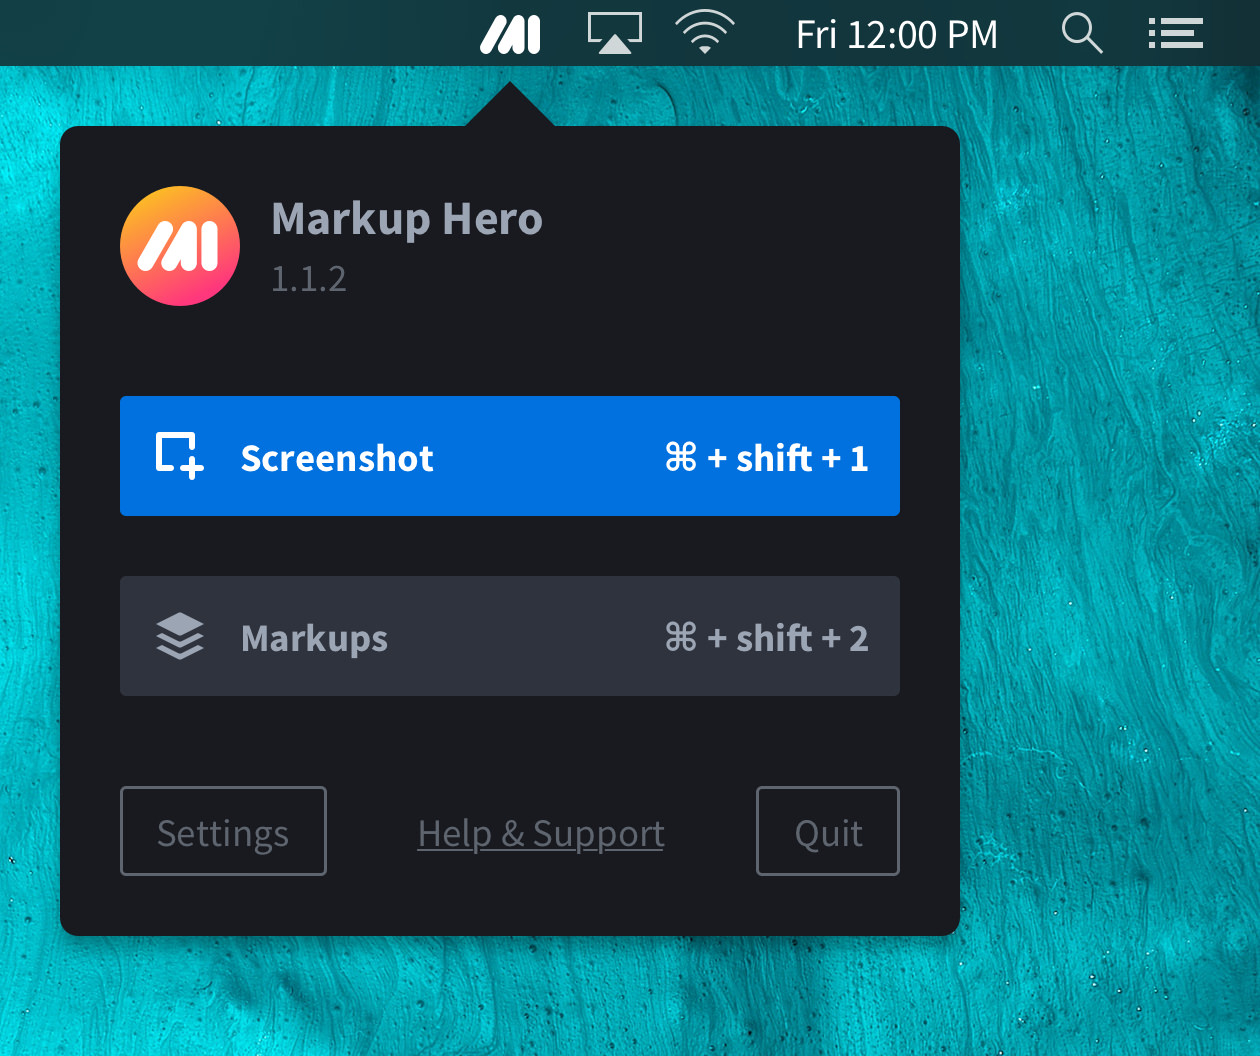 Fri 12:00 PM
Markup Hero
1.1.2
Screenshot ⌘ + shift + 1
Markups ⌘ + shift + 2
Settings Help & Support Quit